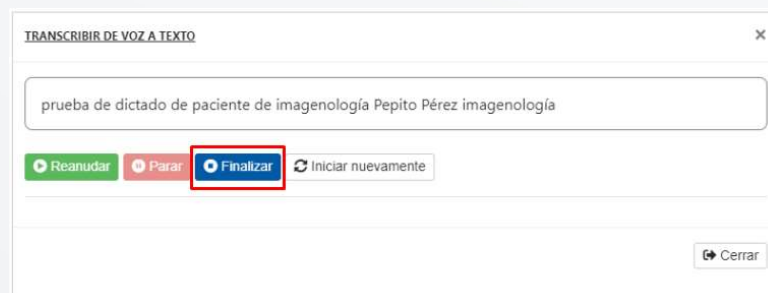 TRANSCRIBIR DE VOZ A TEXTO
prueba de dictado de paciente de imagenología Pepito Pérez imagenología
Reanudar Parar Finalizar Iniciar nuevamente
Cerrar